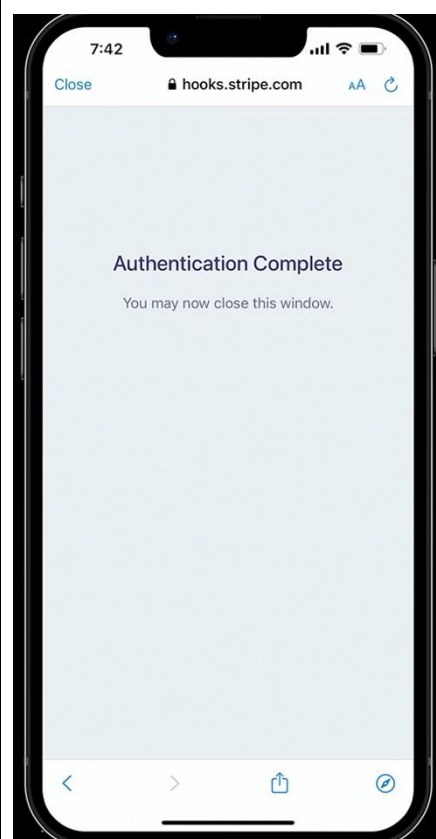 7:42
Close
hooks.stripe.com
AA
Authentication Complete
You may now close this window.